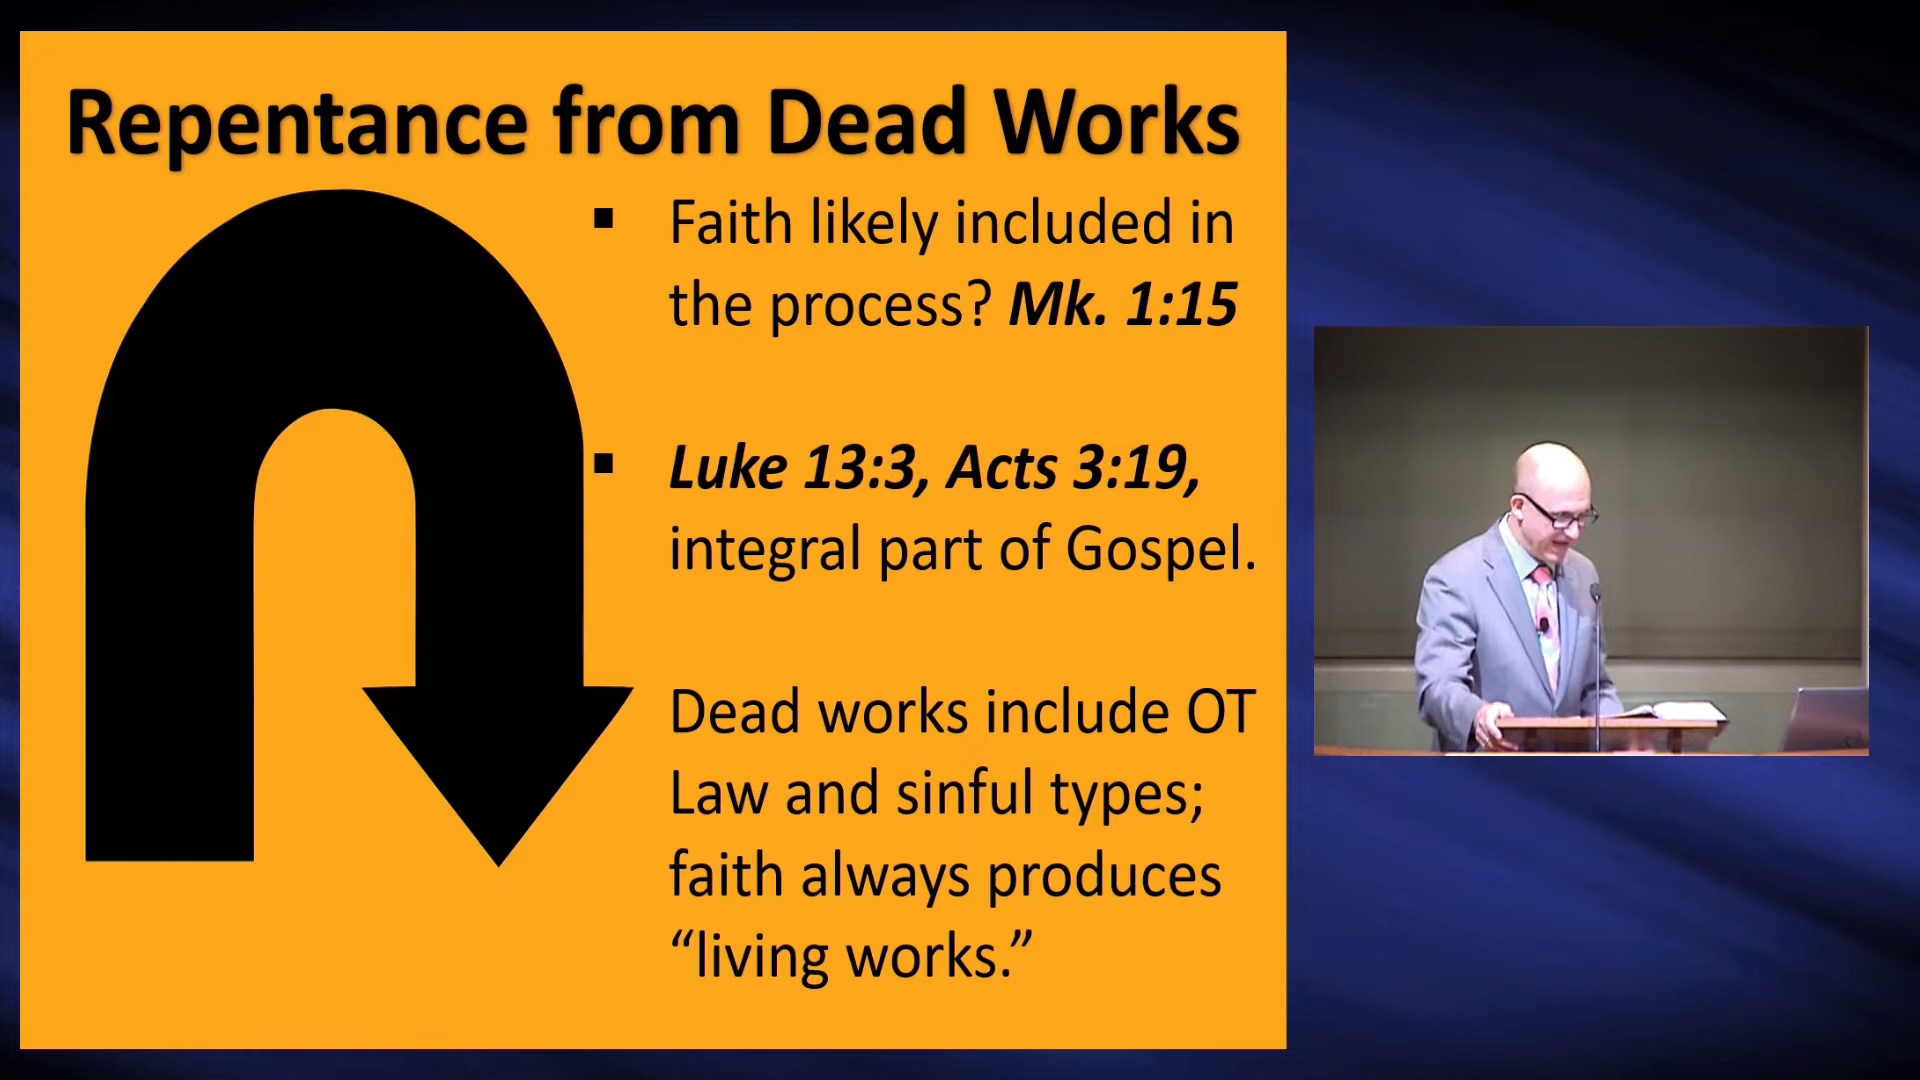 Repentance from Dead Works
▪ Faith likely included in
the process? Mk. 1:15
▪ Luke 13:3, Acts 3:19,
integral part of Gospel.
Dead works include OT
Law and sinful types;
faith always produces
“living works.”